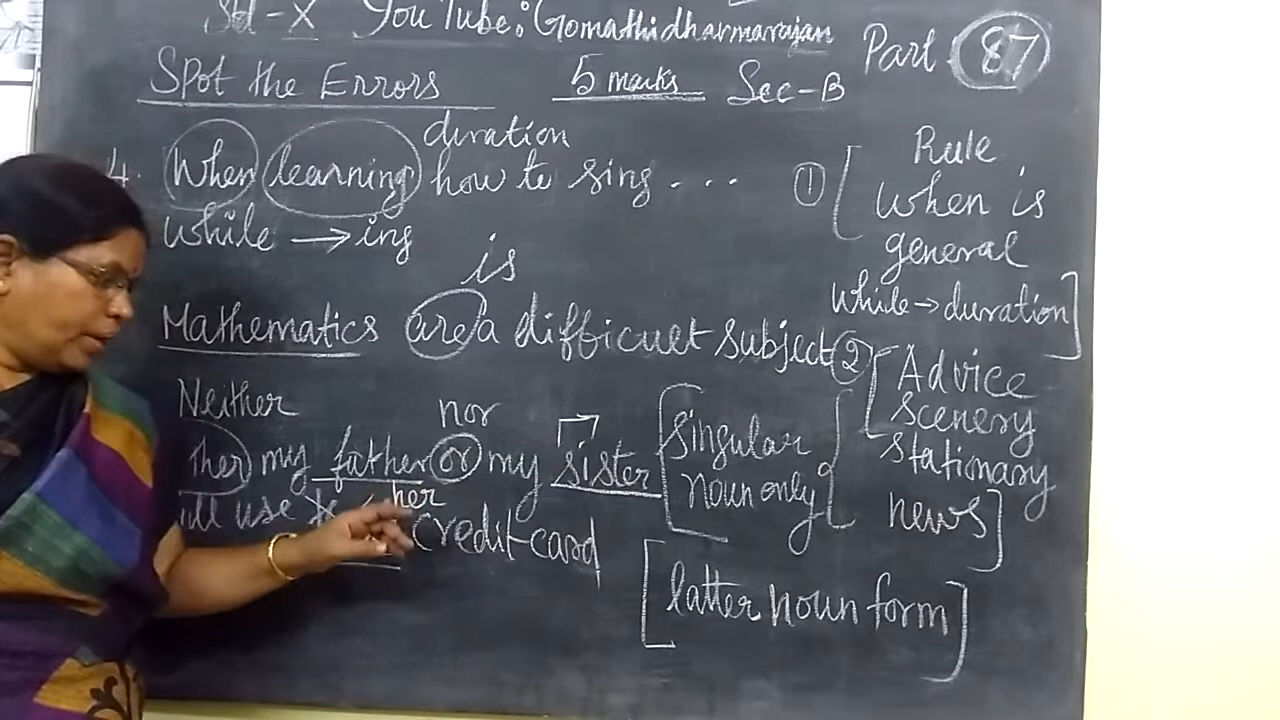 Std-X YouTube: Gomathidharmarajan Part 87
Spot the Errors 5 marks Sec-B
duration
4. When learning how to sing...
while → ing
is
Mathematics are a difficult subject
Neither nor
ther my father or my sister
ill use her
credit-card
① [ Rule
when is
general
while → duration ]
② [ Advice
scenery
stationary
news ]
[ Singular
noun only
[ latter noun form ]